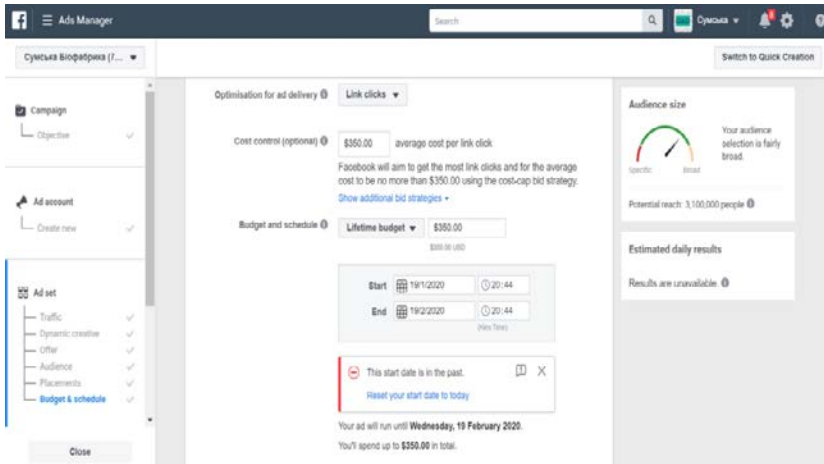 Ads Manager
Search
Сумська
Сумська Біофабрика (7...
Switch to Quick Creation
Campaign
Objective
Ad account
Create new
Ad set
Traffic
Dynamic creative
Offer
Audience
Placements
Budget & schedule
Close
Optimisation for ad delivery
Link clicks
Cost control (optional)
$350.00 average cost per link click
Facebook will aim to get the most link clicks and for the average
cost to be no more than $350.00 using the cost-cap bid strategy.
Show additional bid strategies
Budget and schedule
Lifetime budget
$350.00
$350.00 USD
Start 19/1/2020 20:44
End 19/2/2020 20:44
(Kiev Time)
This start date is in the past.
Reset your start date to today
Your ad will run until Wednesday, 19 February 2020.
You'll spend up to $350.00 in total.
Audience size
Your audience
selection is fairly
broad.
Specific Broad
Potential reach: 3,100,000 people
Estimated daily results
Results are unavailable.